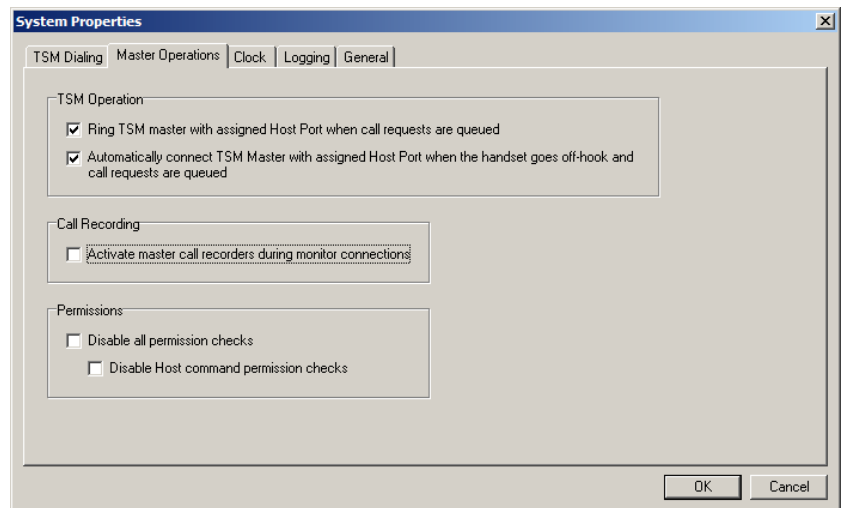 System Properties
TSM Dialing Master Operations Clock Logging General
TSM Operation
Ring TSM master with assigned Host Port when call requests are queued
Automatically connect TSM Master with assigned Host Port when the handset goes off-hook and
call requests are queued
Call Recording
Activate master call recorders during monitor connections
Permissions
Disable all permission checks
Disable Host command permission checks
OK Cancel